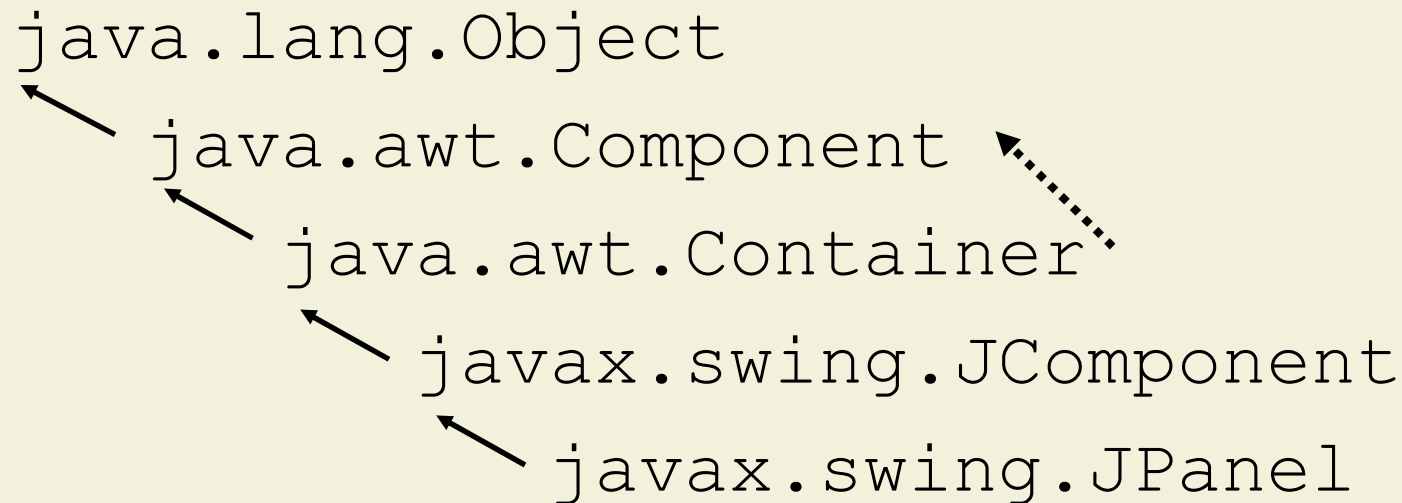 java.lang.Object
java.awt.Component
java.awt.Container
javax.swing.JComponent
javax.swing.JPanel